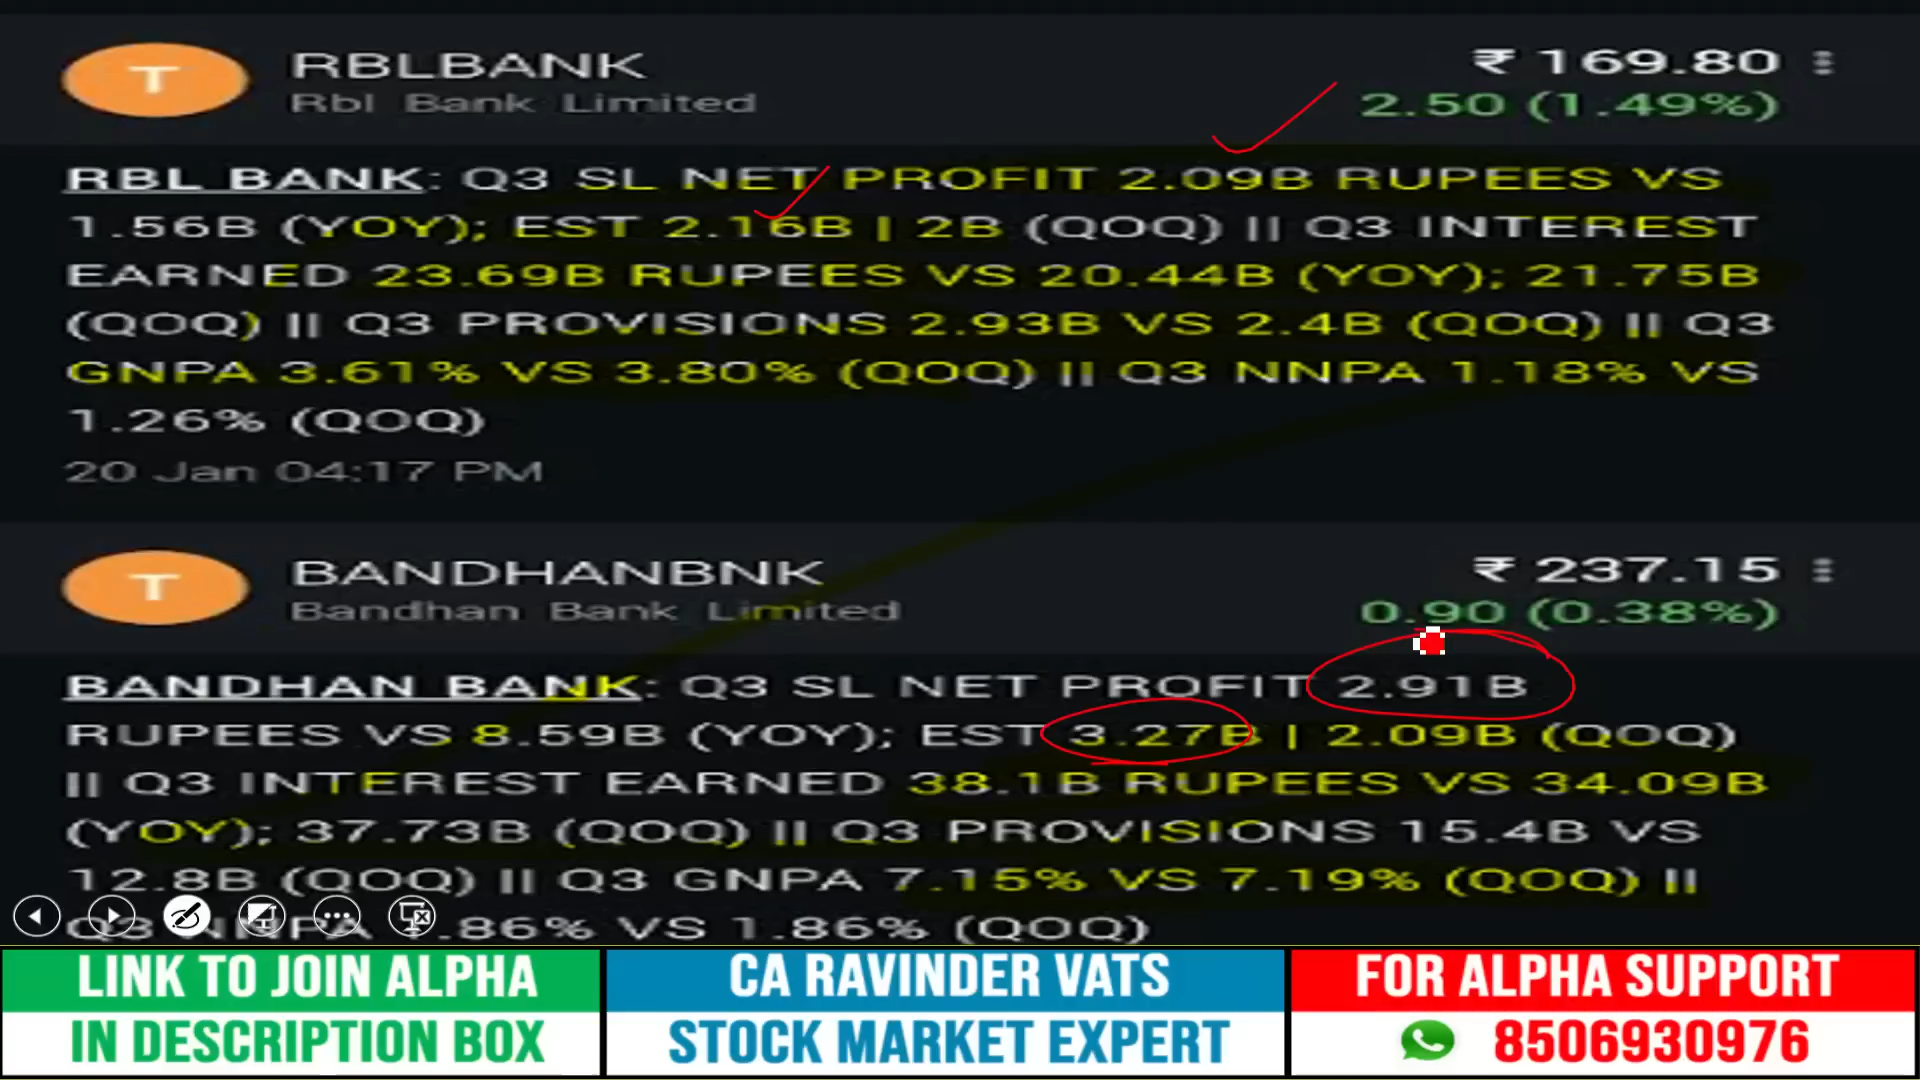 T
RBLBANK
Rbl Bank Limited
₹ 169.80
2.50 (1.49%)
RBL BANK: Q3 SL NET PROFIT 2.09B RUPEES VS
1.56B (YOY); EST 2.16B | 2B (QOQ) || Q3 INTEREST
EARNED 23.69B RUPEES VS 20.44B (YOY); 21.75B
(QOQ) || Q3 PROVISIONS 2.93B VS 2.4B (QOQ) || Q3
GNPA 3.61% VS 3.80% (QOQ) || Q3 NNPA 1.18% VS
1.26% (QOQ)
20 Jan 04:17 PM
T
BANDHANBNK
Bandhan Bank Limited
₹ 237.15
0.90 (0.38%)
BANDHAN BANK: Q3 SL NET PROFIT 2.91B
RUPEES VS 8.59B (YOY); EST 3.27B | 2.09B (QOQ)
|| Q3 INTEREST EARNED 38.1B RUPEES VS 34.09B
(YOY); 37.73B (QOQ) || Q3 PROVISIONS 15.4B VS
12.8B (QOQ) || Q3 GNPA 7.15% VS 7.19% (QOQ) ||
Q3 NNPA .86% VS 1.86% (QOQ)
LINK TO JOIN ALPHA
IN DESCRIPTION BOX
CA RAVINDER VATS
STOCK MARKET EXPERT
FOR ALPHA SUPPORT
8506930976